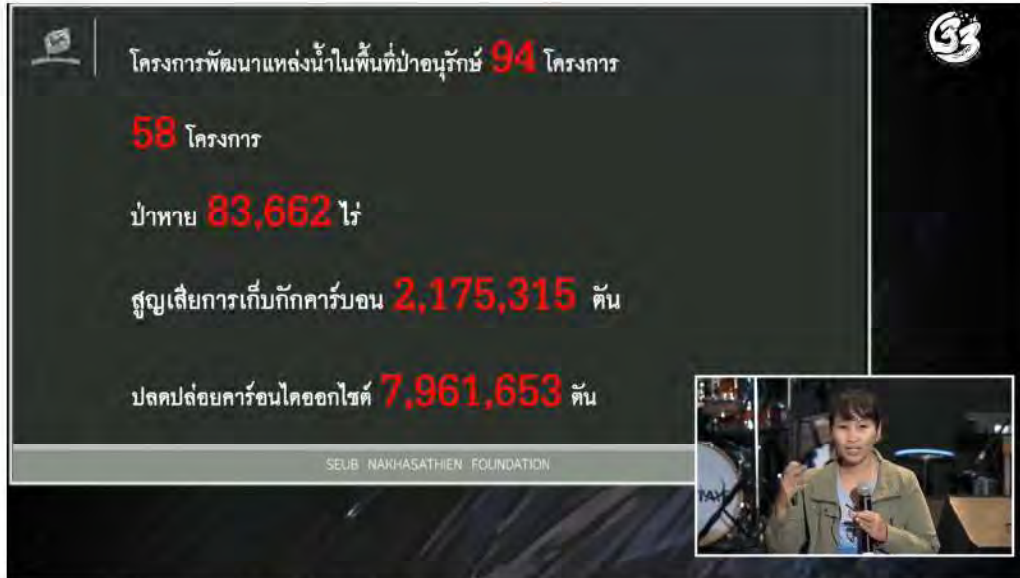 โครงการพัฒนาแหล่งน้ำในพื้นที่ป่าอนุรักษ์ 94 โครงการ
58 โครงการ
ป่าหาย 83,662 ไร่
สูญเสียการเก็บกักคาร์บอน 2,175,315 ตัน
ปลดปล่อยคาร์อนไดออกไซต์ 7,961,653 ตัน
SEUB NAKHASATHIEN FOUNDATION
33